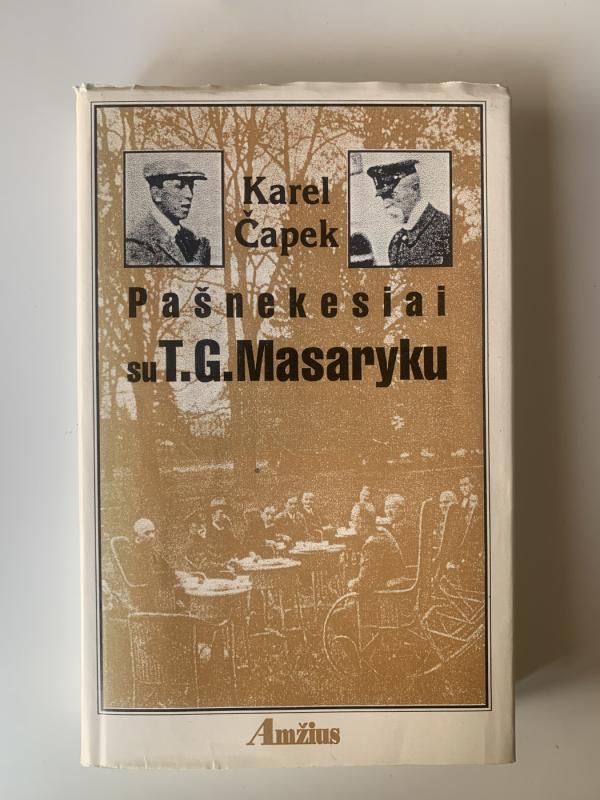 Karel
Čapek
Pašnekesiai
su T.G.Masaryku
Amžius